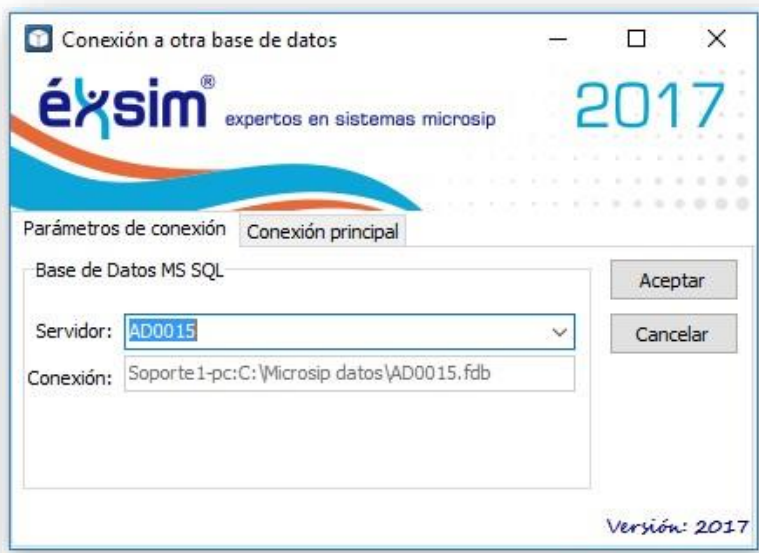 Conexión a otra base de datos
éxsim® expertos en sistemas microsip 2017
Parámetros de conexión Conexión principal
Base de Datos MS SQL
Aceptar
Servidor: AD0015
Cancelar
Conexión: Soporte1-pc:C:\Microsip datos\AD0015.fdb
Versión: 2017